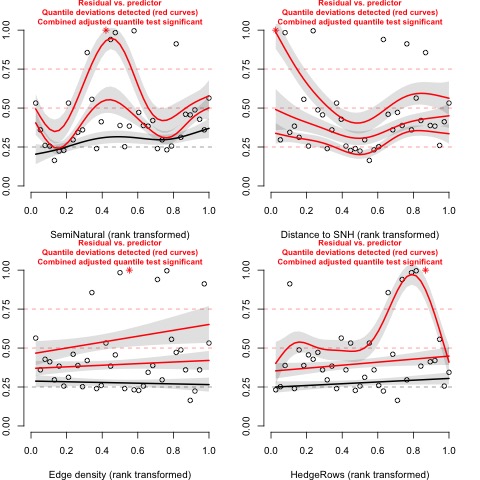 Residual vs. predictor
Quantile deviations detected (red curves)
Combined adjusted quantile test significant
1.00
0.75
0.50
0.25
0.00
0.0 0.2 0.4 0.6 0.8 1.0
SemiNatural (rank transformed)
Residual vs. predictor
Quantile deviations detected (red curves)
Combined adjusted quantile test significant
1.00
0.75
0.50
0.25
0.00
0.0 0.2 0.4 0.6 0.8 1.0
Distance to SNH (rank transformed)
Residual vs. predictor
Quantile deviations detected (red curves)
Combined adjusted quantile test significant
1.00
0.75
0.50
0.25
0.00
0.0 0.2 0.4 0.6 0.8 1.0
Edge density (rank transformed)
Residual vs. predictor
Quantile deviations detected (red curves)
Combined adjusted quantile test significant
1.00
0.75
0.50
0.25
0.00
0.0 0.2 0.4 0.6 0.8 1.0
HedgeRows (rank transformed)